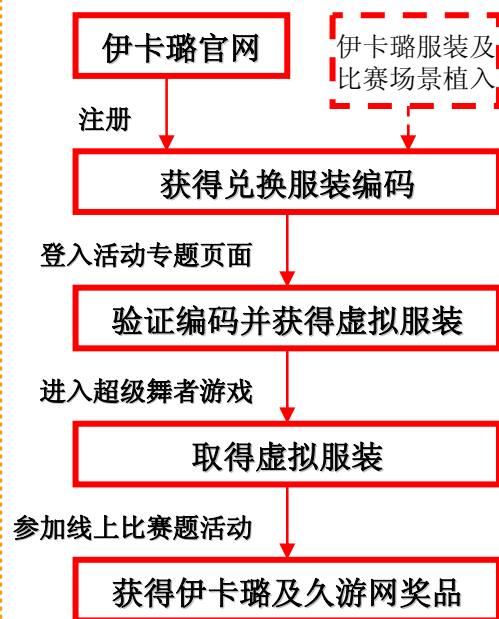 伊卡璐官网
伊卡璐服装及
比赛场景植入
注册
获得兑换服装编码
登入活动专题页面
验证编码并获得虚拟服装
进入超级舞者游戏
取得虚拟服装
参加线上比赛题活动
获得伊卡璐及久游网奖品